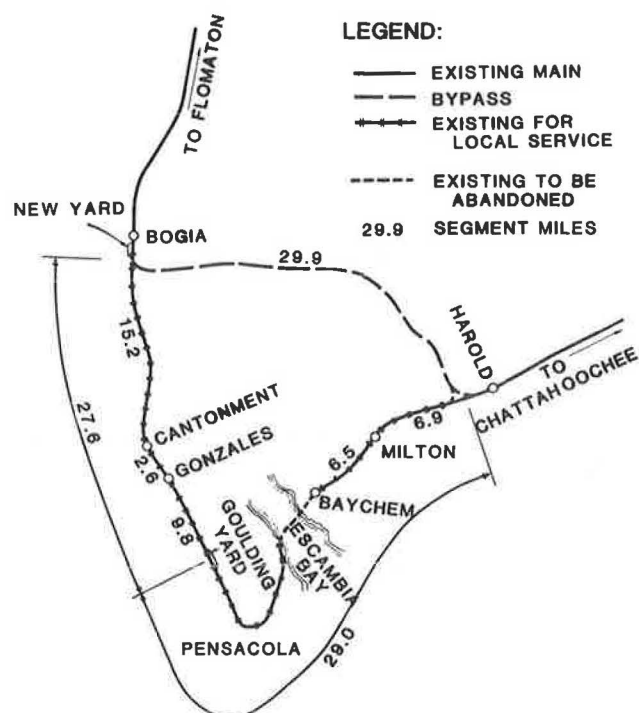 LEGEND:
EXISTING MAIN
BYPASS
EXISTING FOR
LOCAL SERVICE
EXISTING TO BE
ABANDONED
29.9 SEGMENT MILES
TO FLOMATON
NEW YARD
BOGIA
29.9
15.2
27.6
HAROLD
TO
CHATTAHOOCHEE
6.9
MILTON
6.5
BAYCHEM
CANTONMENT
2.6
GONZALES
9.8
GOULDING
YARD
ESCAMBIA
BAY
PENSACOLA
29.0